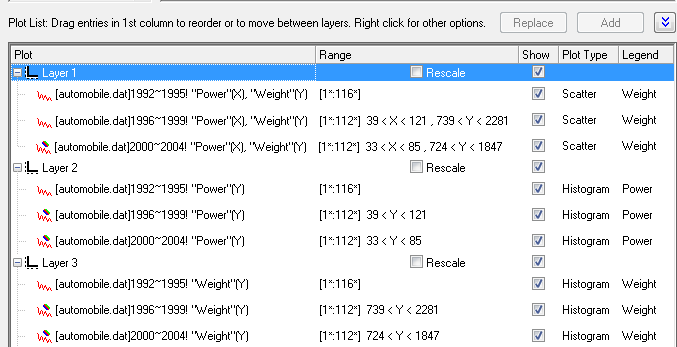 Plot List: Drag entries in 1st column to reorder or to move between layers. Right click for other options. Replace Add
Plot Range Show Plot Type Legend
Layer 1 Rescale
[automobile.dat]1992~1995! "Power"(X), "Weight"(Y) [1*:116*] Scatter Weight
[automobile.dat]1996~1999! "Power"(X), "Weight"(Y) [1*:112*] 39 < X < 121 , 739 < Y < 2281 Scatter Weight
[automobile.dat]2000~2004! "Power"(X), "Weight"(Y) [1*:112*] 33 < X < 85 , 724 < Y < 1847 Scatter Weight
Layer 2 Rescale
[automobile.dat]1992~1995! "Power"(Y) [1*:116*] Histogram Power
[automobile.dat]1996~1999! "Power"(Y) [1*:112*] 39 < Y < 121 Histogram Power
[automobile.dat]2000~2004! "Power"(Y) [1*:112*] 33 < Y < 85 Histogram Power
Layer 3 Rescale
[automobile.dat]1992~1995! "Weight"(Y) [1*:116*] Histogram Weight
[automobile.dat]1996~1999! "Weight"(Y) [1*:112*] 739 < Y < 2281 Histogram Weight
[automobile.dat]2000~2004! "Weight"(Y) [1*:112*] 724 < Y < 1847 Histogram Weight